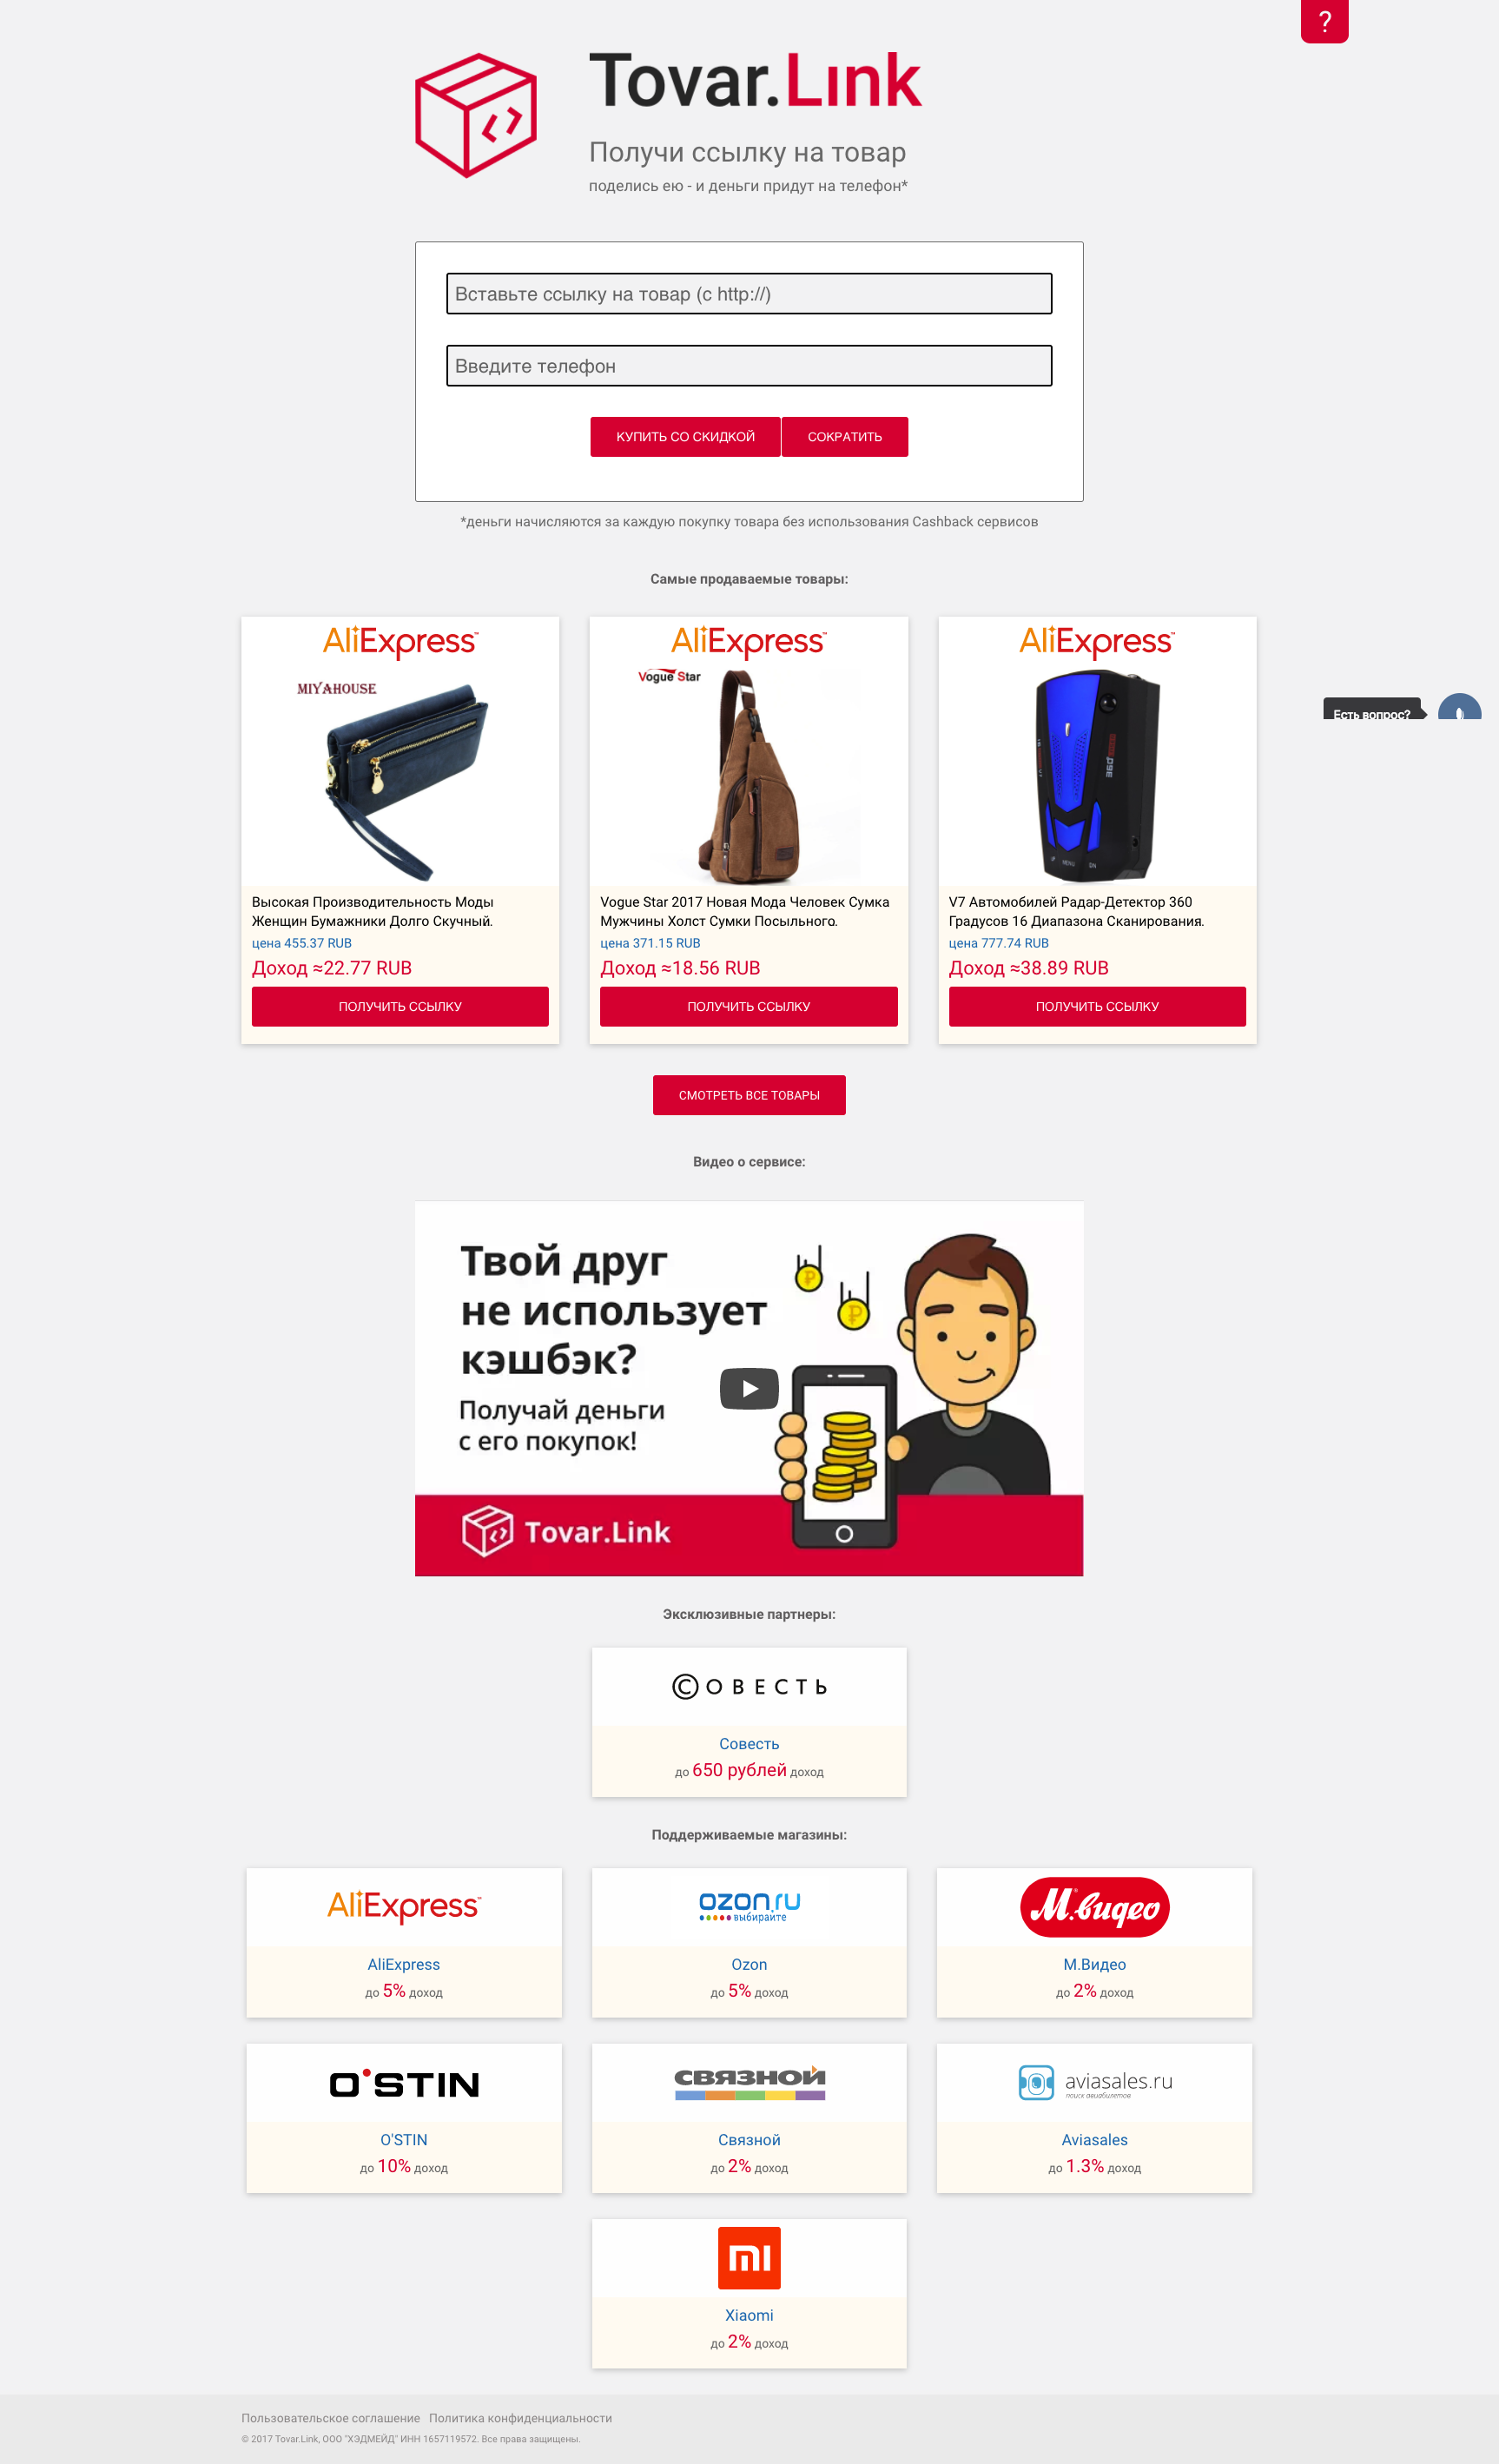 ?
Tovar.Link
Получи ссылку на товар
поделись ею - и деньги придут на телефон*
Вставьте ссылку на товар (с http://)
Введите телефон
КУПИТЬ СО СКИДКОЙ
СОКРАТИТЬ
*деньги начисляются за каждую покупку товара без использования Cashback сервисов
Самые продаваемые товары:
AliExpress™
MIYAHOUSE
Высокая Производительность Моды
Женщин Бумажники Долго Скучный.
цена 455.37 RUB
Доход ≈22.77 RUB
ПОЛУЧИТЬ ССЫЛКУ
AliExpress™
Vogue Star
Vogue Star 2017 Новая Мода Человек Сумка
Мужчины Холст Сумки Посыльного.
цена 371.15 RUB
Доход ≈18.56 RUB
ПОЛУЧИТЬ ССЫЛКУ
AliExpress™
MENU
V7 Автомобилей Радар-Детектор 360
Градусов 16 Диапазона Сканирования.
цена 777.74 RUB
Доход ≈38.89 RUB
ПОЛУЧИТЬ ССЫЛКУ
Есть вопрос?
СМОТРЕТЬ ВСЕ ТОВАРЫ
Видео о сервисе:
Твой друг
не использует
кэшбэк?
Получай деньги
с его покупок!
Tovar.Link
Эксклюзивные партнеры:
©ОВЕСТЬ
Совесть
до 650 рублей доход
Поддерживаемые магазины:
AliExpress™
AliExpress
до 5% доход
ozon.ru
выбирайте
Ozon
до 5% доход
М.видео
М.Видео
до 2% доход
O'STIN
O'STIN
до 10% доход
связной
Связной
до 2% доход
aviasales.ru
поиск авиабилетов
Aviasales
до 1.3% доход
mi
Xiaomi
до 2% доход
Пользовательское соглашение Политика конфиденциальности
© 2017 Tovar.Link, ООО "ХЭДМЕЙД" ИНН 1657119572. Все права защищены.